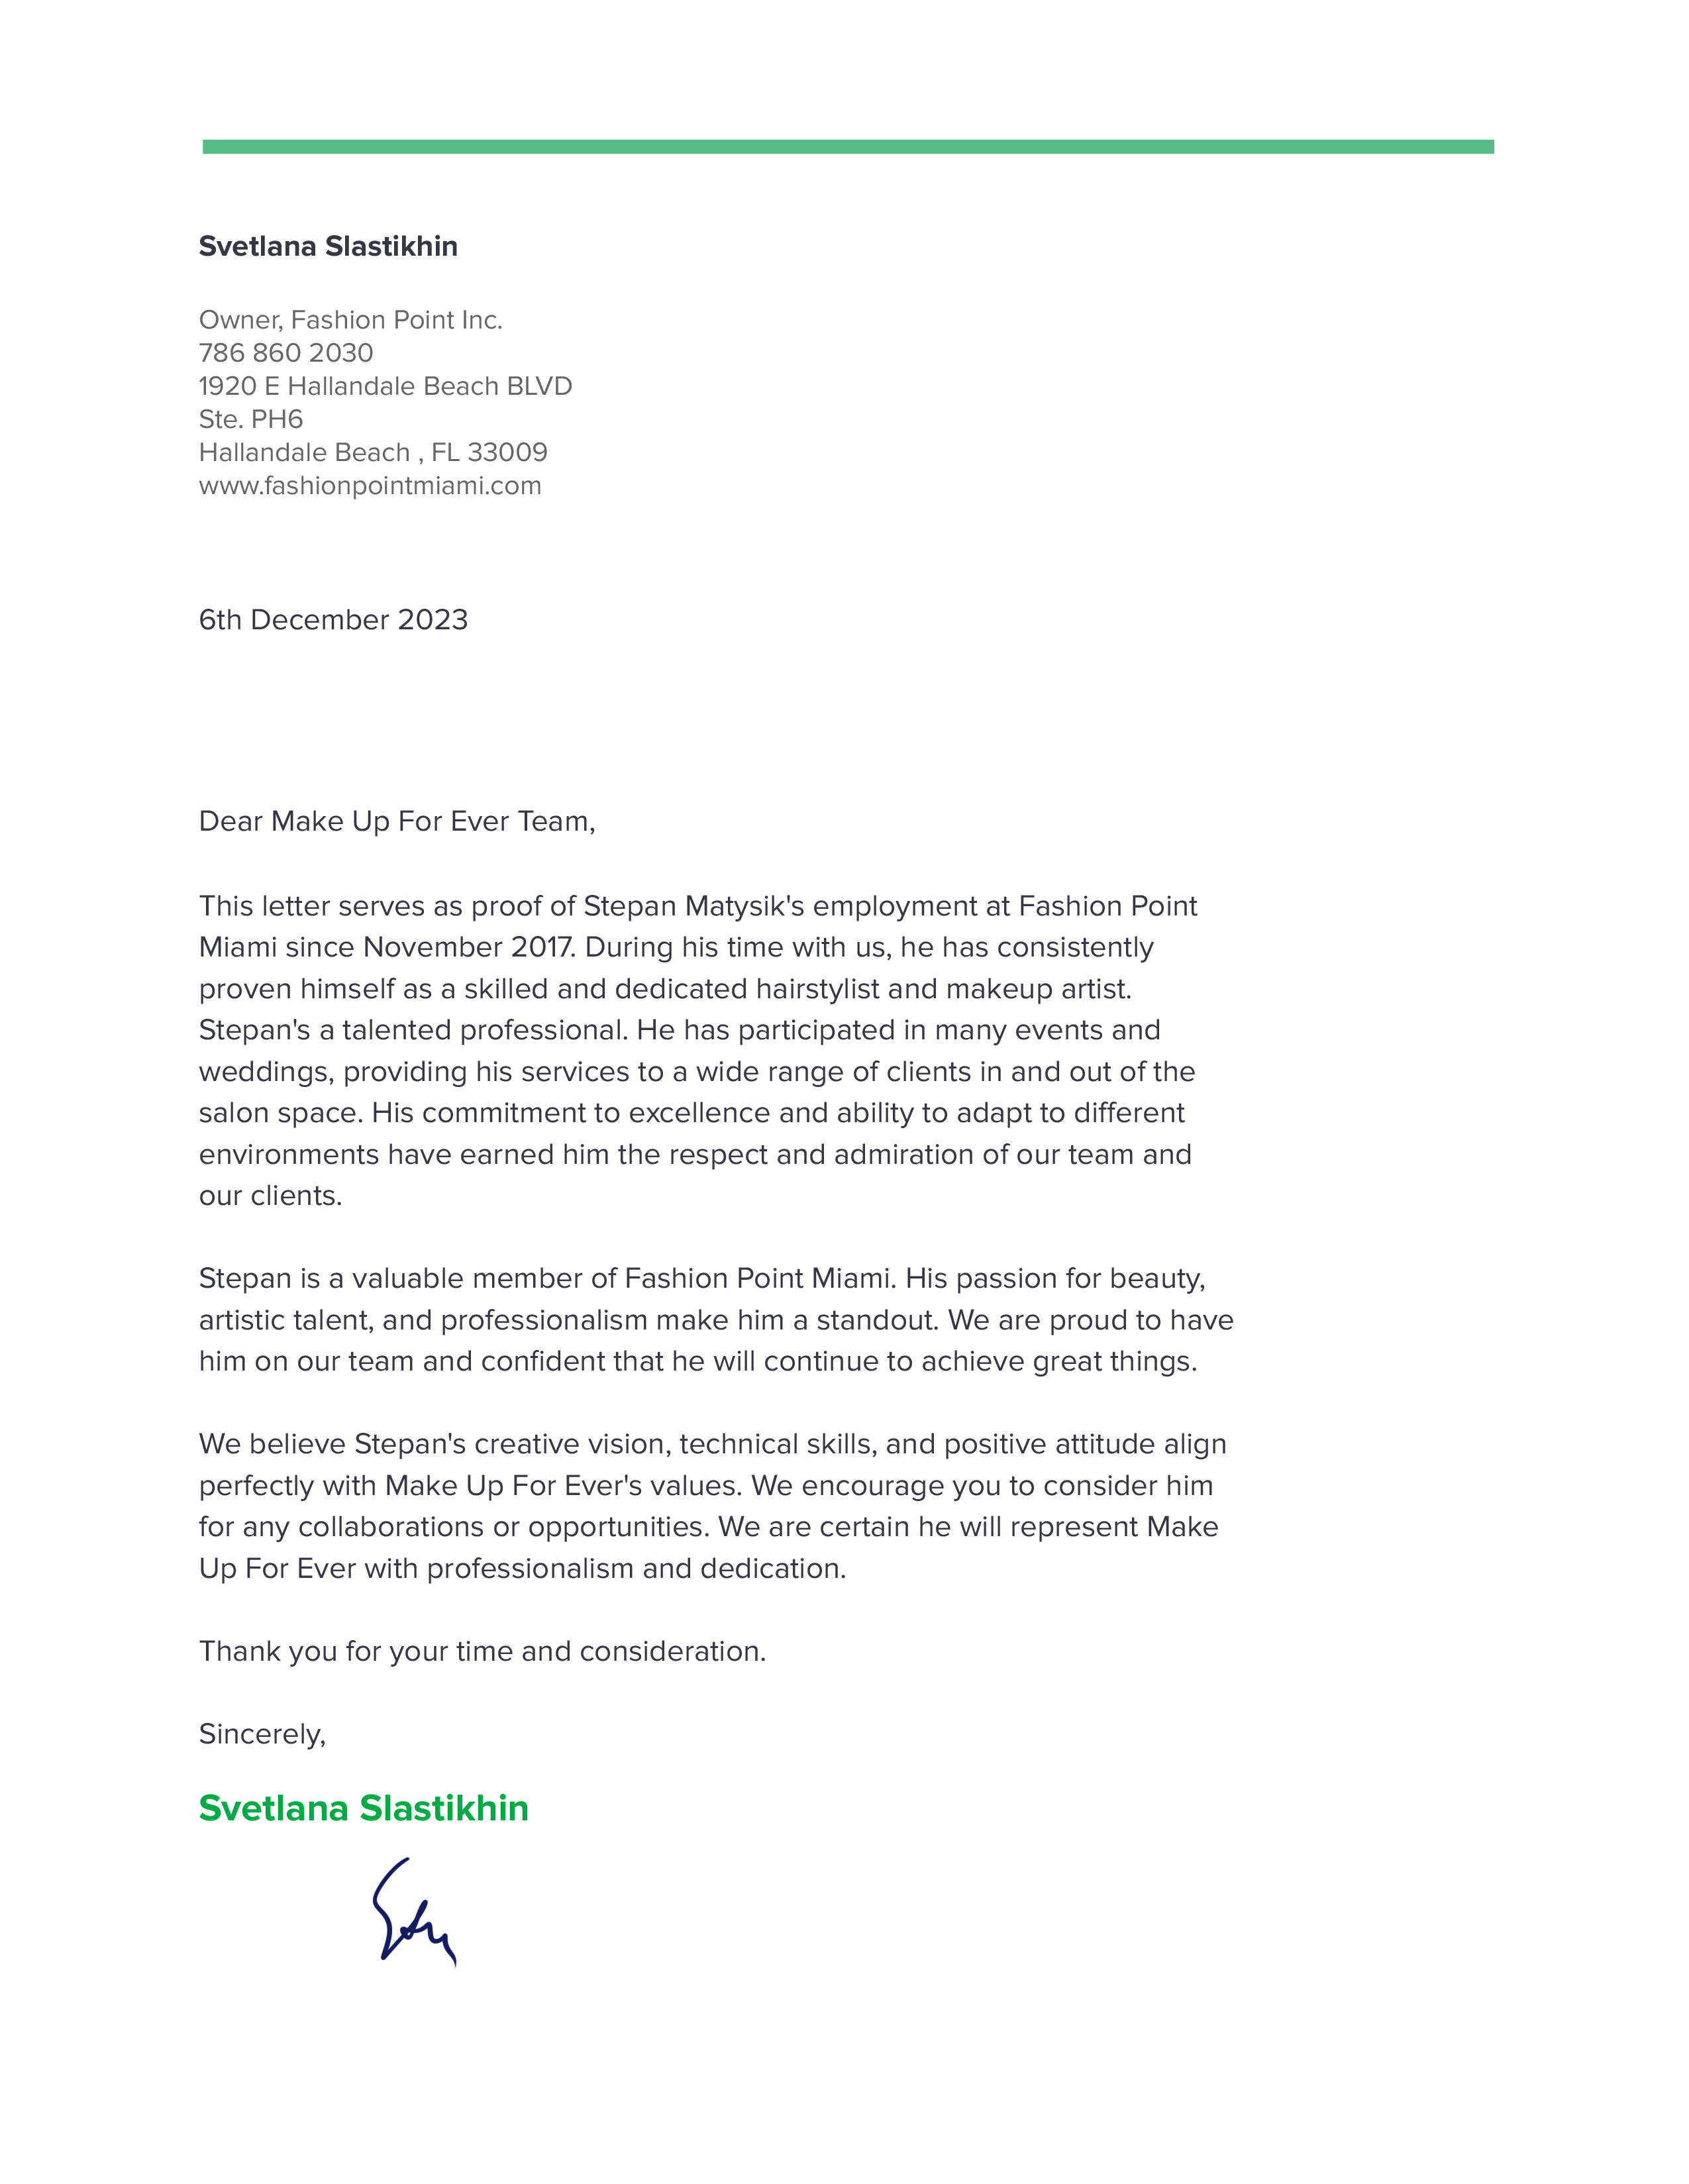 Svetlana Slastikhin
Owner, Fashion Point Inc.
786 860 2030
1920 E Hallandale Beach BLVD
Ste. PH6
Hallandale Beach , FL 33009
www.fashionpointmiami.com
6th December 2023
Dear Make Up For Ever Team,
This letter serves as proof of Stepan Matysik's employment at Fashion Point
Miami since November 2017. During his time with us, he has consistently
proven himself as a skilled and dedicated hairstylist and makeup artist.
Stepan's a talented professional. He has participated in many events and
weddings, providing his services to a wide range of clients in and out of the
salon space. His commitment to excellence and ability to adapt to different
environments have earned him the respect and admiration of our team and
our clients.
Stepan is a valuable member of Fashion Point Miami. His passion for beauty,
artistic talent, and professionalism make him a standout. We are proud to have
him on our team and confident that he will continue to achieve great things.
We believe Stepan's creative vision, technical skills, and positive attitude align
perfectly with Make Up For Ever's values. We encourage you to consider him
for any collaborations or opportunities. We are certain he will represent Make
Up For Ever with professionalism and dedication.
Thank you for your time and consideration.
Sincerely,
Svetlana Slastikhin